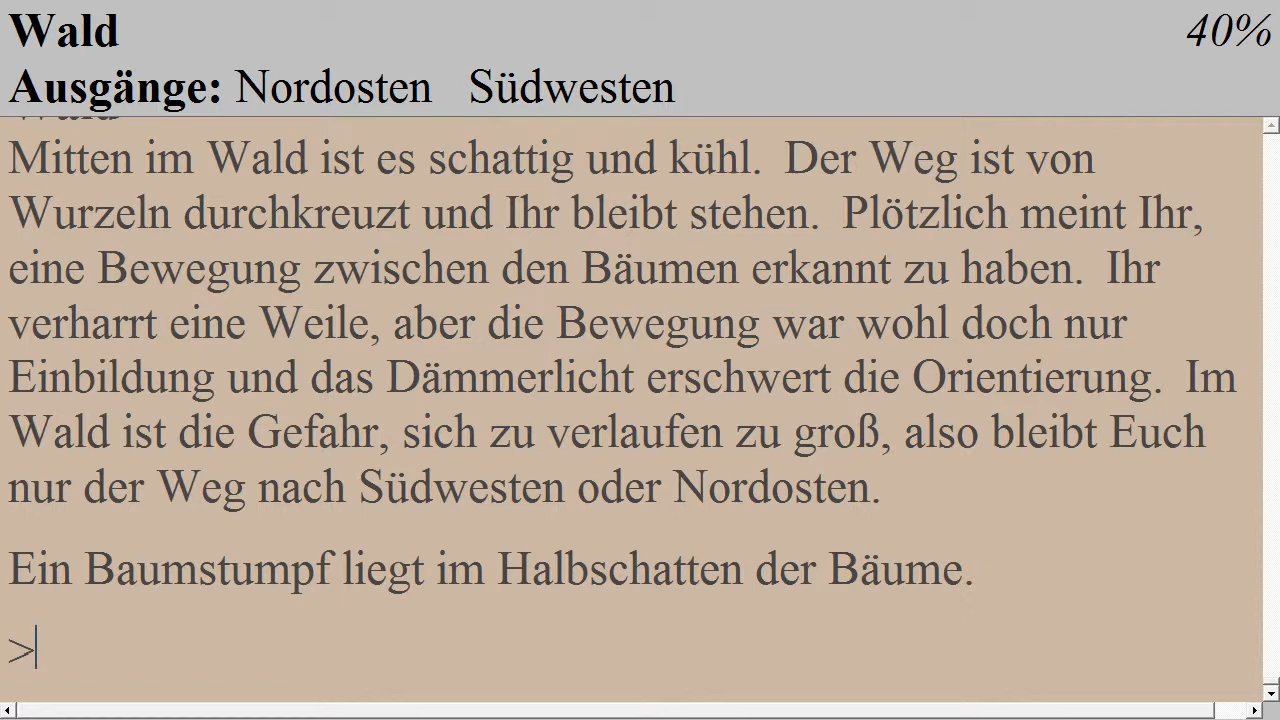 Wald 40%
Ausgänge: Nordosten Südwesten
Mitten im Wald ist es schattig und kühl. Der Weg ist von
Wurzeln durchkreuzt und Ihr bleibt stehen. Plötzlich meint Ihr,
eine Bewegung zwischen den Bäumen erkannt zu haben. Ihr
verharrt eine Weile, aber die Bewegung war wohl doch nur
Einbildung und das Dämmerlicht erschwert die Orientierung. Im
Wald ist die Gefahr, sich zu verlaufen zu groß, also bleibt Euch
nur der Weg nach Südwesten oder Nordosten.
Ein Baumstumpf liegt im Halbschatten der Bäume.
>